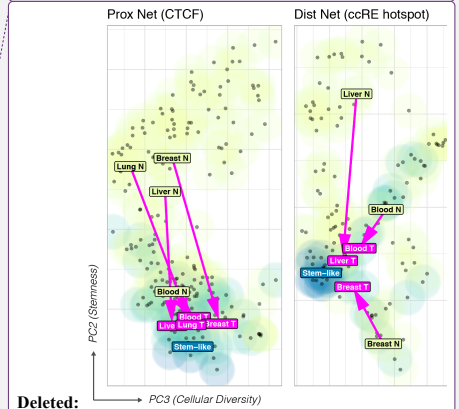 Prox Net (CTCF)
Dist Net (ccRE hotspot)
Liver N
Breast N
Lung N
Liver N
Blood N
Blood N
Blood T
Liver T
Stem–like
Breast T
Blood T
Live
Lung T
Breast T
Stem–like
Breast N
PC2 (Stemness)
PC3 (Cellular Diversity)
Deleted: